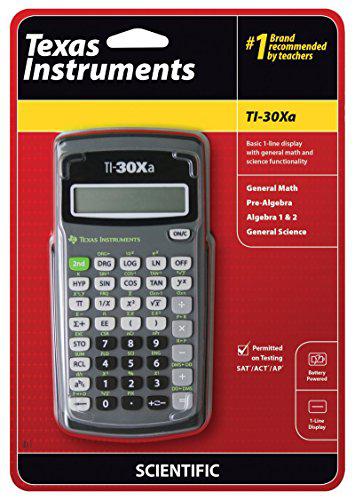 Texas
Instruments
#1 Brand
recommended
by teachers
TI-30Xa
Basic 1-line display
with general math and
science functionality
General Math
Pre-Algebra
Algebra 1 & 2
General Science
TI-30Xa
TEXAS INSTRUMENTS
ON/C
2nd DRG LOG LN OFF
HYP SIN COS TAN yˣ
π 1/x x² √x ÷
Σ+ EE ( ) ×
STO 7 8 9 −
RCL 4 5 6 +
1 2 3 =
0 . +⇄−
Permitted
on Testing
SAT*/ACT*/AP*
Battery
Powered
1-Line
Display
SCIENTIFIC